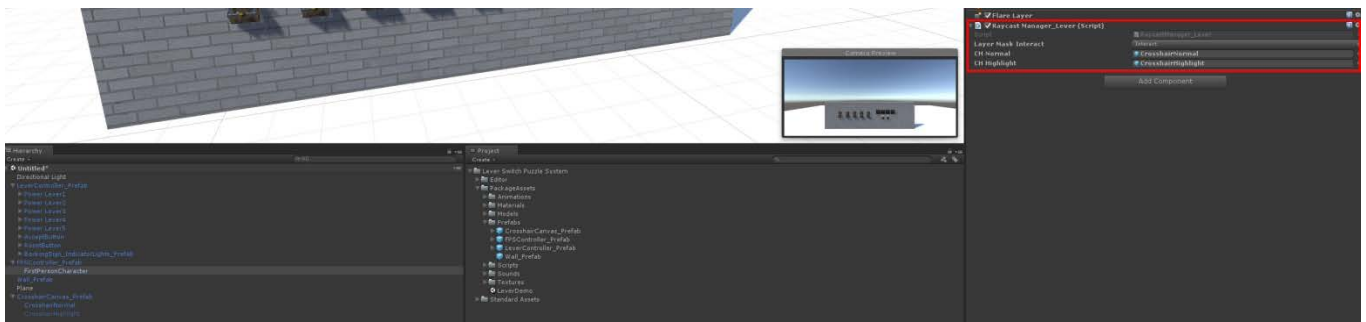 Flare Layer
Raycast Manager_Lever (Script)
Script RaycastManager_Lever
Layer Mask Interact Interact
CH Normal CrosshairNormal
CH Highlight CrosshairHighlight
Add Component
Camera Preview
Hierarchy
Create
Untitled*
Directional Light
LeverController_Prefab
Power Lever1
Power Lever2
Power Lever3
Power Lever4
Power Lever5
AcceptButton
ResetButton
FPSController_Prefab
FirstPersonCharacter
Wall_Prefab
Plane
CrosshairCanvas_Prefab
CrosshairNormal
CrosshairHighlight
Project
Create
Lever Switch Puzzle System
Editor
PackageAssets
Animations
Materials
Models
Prefabs
CrosshairCanvas_Prefab
FPSController_Prefab
LeverController_Prefab
Wall_Prefab
Scripts
Sounds
Textures
LeverDemo
Standard Assets